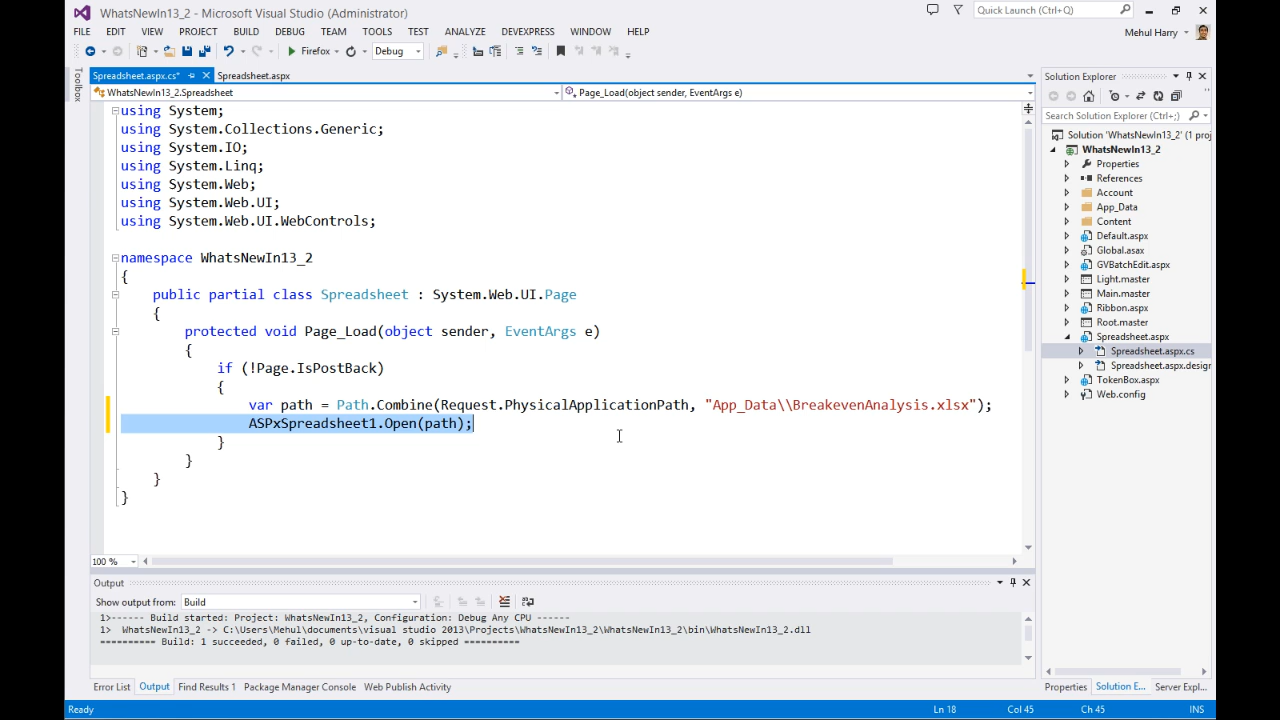 WhatsNewIn13_2 - Microsoft Visual Studio (Administrator)
Quick Launch (Ctrl+Q)
FILE EDIT VIEW PROJECT BUILD DEBUG TEAM TOOLS TEST ANALYZE DEVEXPRESS WINDOW HELP
Mehul Harry
Firefox
Debug
Toolbox
Spreadsheet.aspx.cs*
Spreadsheet.aspx
WhatsNewIn13_2.Spreadsheet
Page_Load(object sender, EventArgs e)
using System;
using System.Collections.Generic;
using System.IO;
using System.Linq;
using System.Web;
using System.Web.UI;
using System.Web.UI.WebControls;
namespace WhatsNewIn13_2
{
public partial class Spreadsheet : System.Web.UI.Page
{
protected void Page_Load(object sender, EventArgs e)
{
if (!Page.IsPostBack)
{
var path = Path.Combine(Request.PhysicalApplicationPath, "App_Data\\BreakevenAnalysis.xlsx");
ASPxSpreadsheet1.Open(path);
}
}
}
}
100 %
Solution Explorer
Search Solution Explorer (Ctrl+;)
Solution 'WhatsNewIn13_2' (1 proj
WhatsNewIn13_2
Properties
References
Account
App_Data
Content
Default.aspx
Global.asax
GVBatchEdit.aspx
Light.master
Main.master
Ribbon.aspx
Root.master
Spreadsheet.aspx
Spreadsheet.aspx.cs
Spreadsheet.aspx.design
TokenBox.aspx
Web.config
Output
Show output from: Build
1>------ Build started: Project: WhatsNewIn13_2, Configuration: Debug Any CPU ------
1> WhatsNewIn13_2 -> C:\Users\Mehul\documents\visual studio 2013\Projects\WhatsNewIn13_2\WhatsNewIn13_2\bin\WhatsNewIn13_2.dll
========== Build: 1 succeeded, 0 failed, 0 up-to-date, 0 skipped ==========
Error List Output Find Results 1 Package Manager Console Web Publish Activity
Properties Solution E... Server Expl...
Ready
Ln 18 Col 45 Ch 45 INS